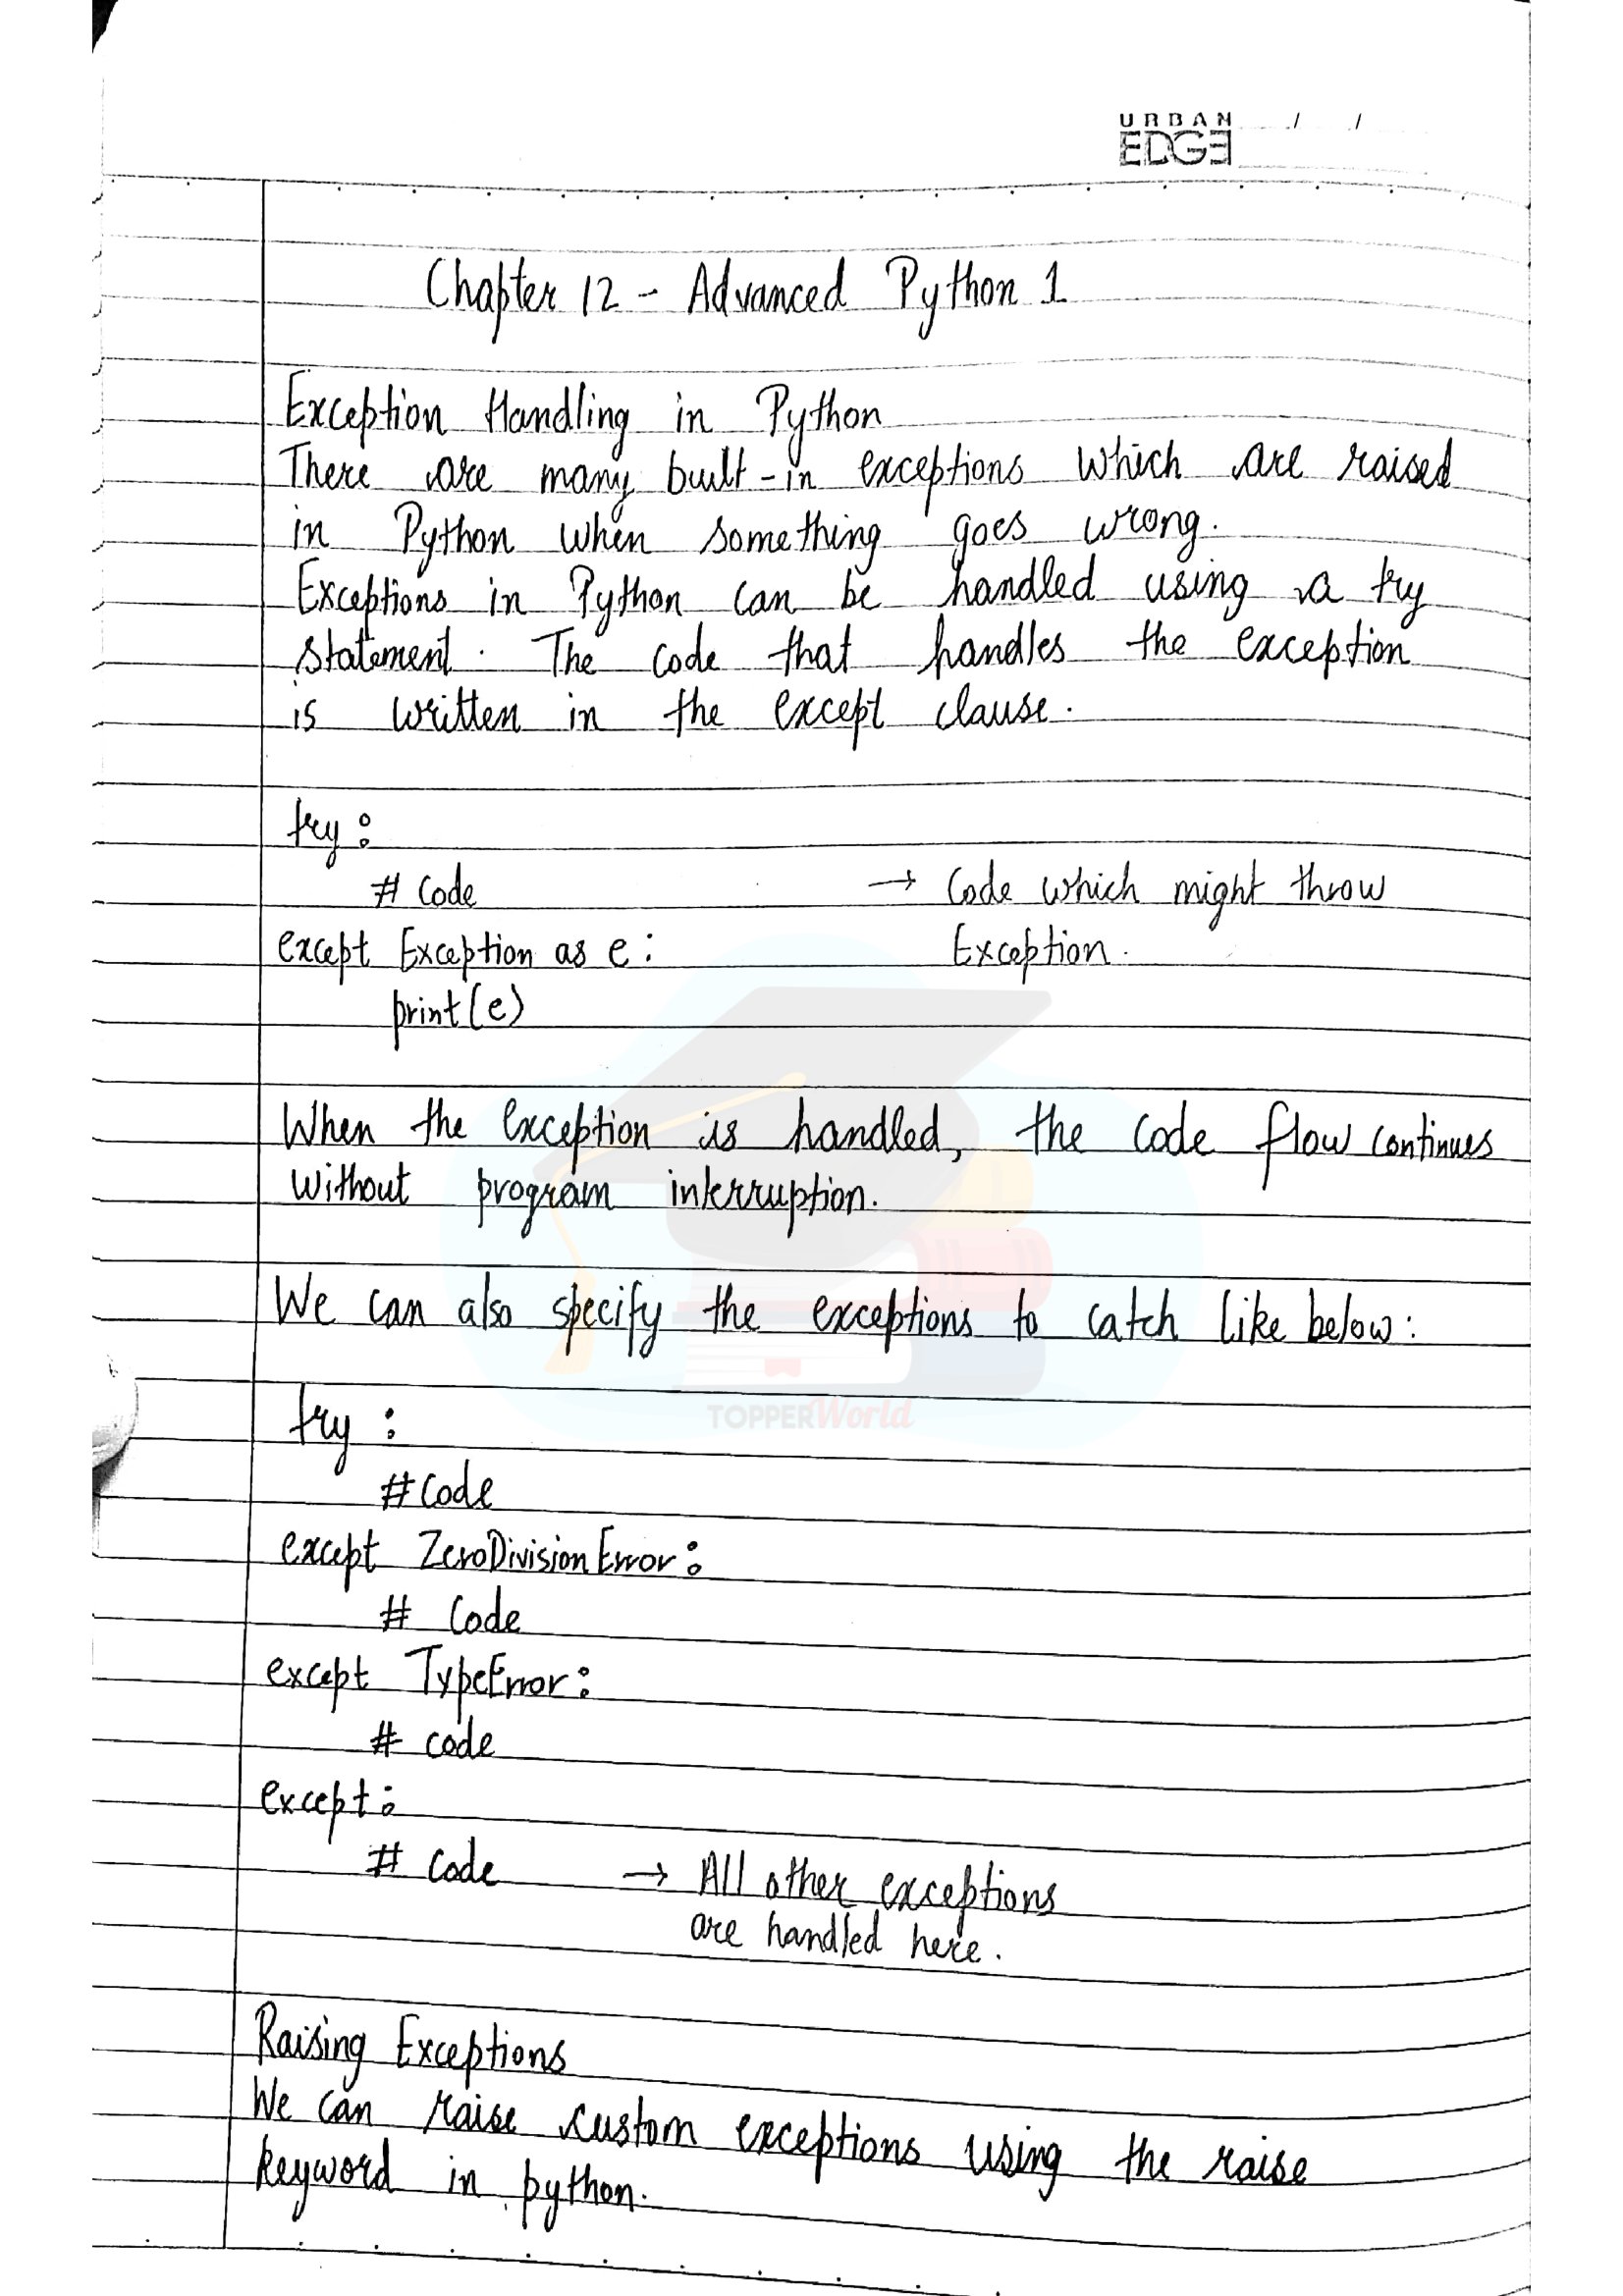 URBAN / /
EDGE
Chapter 12 - Advanced Python 1
Exception Handling in Python
There are many built-in exceptions which are raised
in Python when something goes wrong.
Exceptions in Python can be handled using a try
statement. The code that handles the exception
is written in the except clause.
try:
# Code → Code which might throw
except Exception as e: Exception.
print(e)
When the exception is handled, the code flow continues
without program interruption.
We can also specify the exceptions to catch like below:
TOPPERWorld
try :
# Code
except ZeroDivisionError:
# Code
except TypeError:
# code
except:
# Code → All other exceptions
are handled here.
Raising Exceptions
We can raise custom exceptions using the raise
keyword in python.